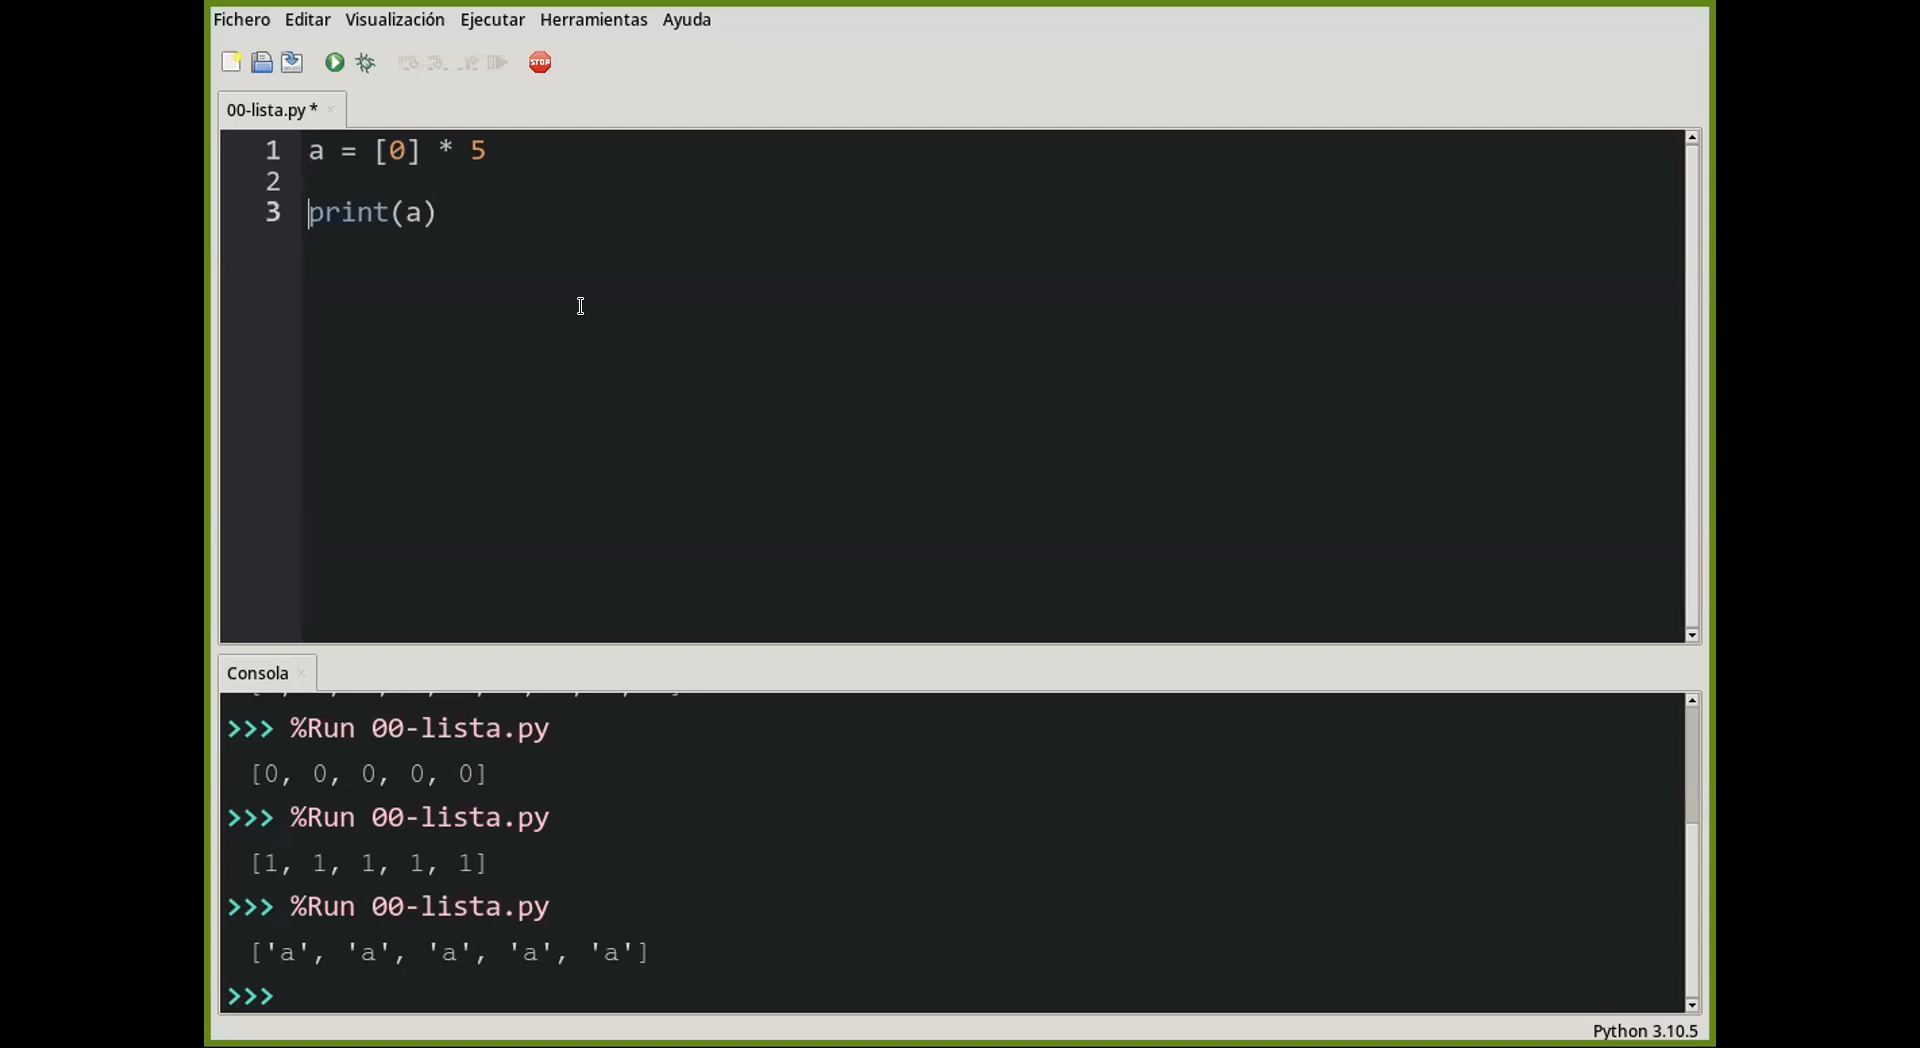 Fichero Editar Visualización Ejecutar Herramientas Ayuda
STOP
00-lista.py *
1 a = [0] * 5
2
3 print(a)
Consola
>>> %Run 00-lista.py
[0, 0, 0, 0, 0]
>>> %Run 00-lista.py
[1, 1, 1, 1, 1]
>>> %Run 00-lista.py
['a', 'a', 'a', 'a', 'a']
>>>
Python 3.10.5